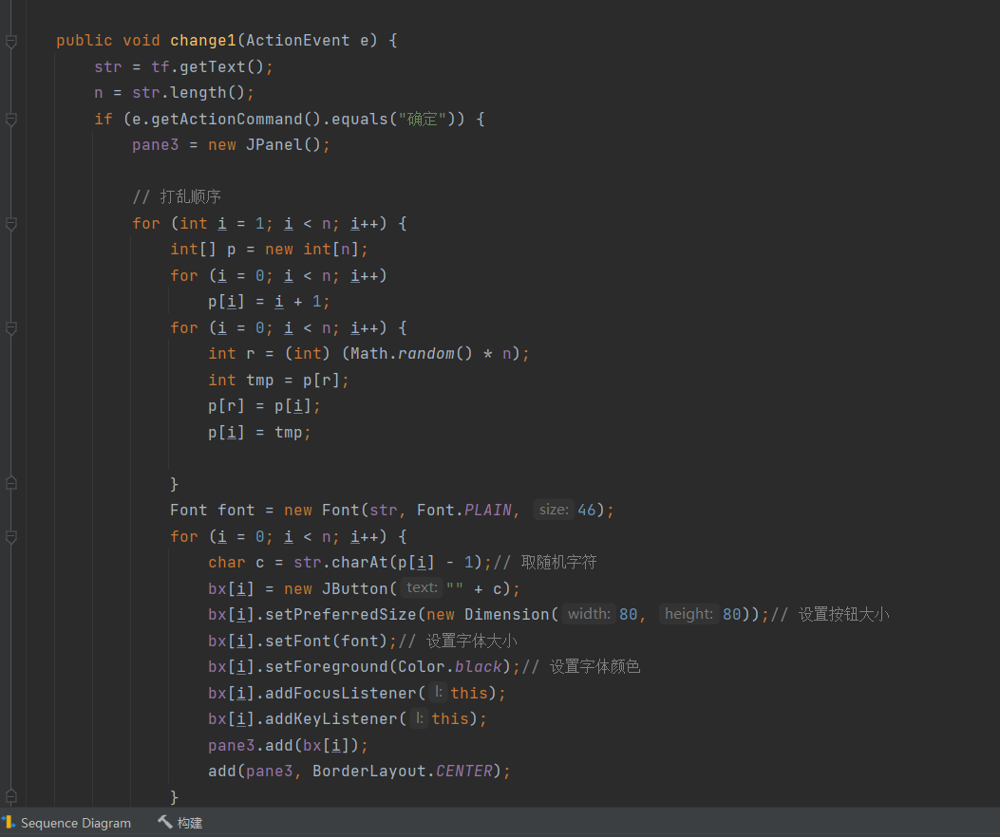 public void change1(ActionEvent e) {
str = tf.getText();
n = str.length();
if (e.getActionCommand().equals("确定")) {
pane3 = new JPanel();
// 打乱顺序
for (int i = 1; i < n; i++) {
int[] p = new int[n];
for (i = 0; i < n; i++)
p[i] = i + 1;
for (i = 0; i < n; i++) {
int r = (int) (Math.random() * n);
int tmp = p[r];
p[r] = p[i];
p[i] = tmp;
}
Font font = new Font(str, Font.PLAIN, size: 46);
for (i = 0; i < n; i++) {
char c = str.charAt(p[i] - 1);// 取随机字符
bx[i] = new JButton( text: "" + c);
bx[i].setPreferredSize(new Dimension( width: 80, height: 80));// 设置按钮大小
bx[i].setFont(font);// 设置字体大小
bx[i].setForeground(Color.black);// 设置字体颜色
bx[i].addFocusListener( l: this);
bx[i].addKeyListener( l: this);
pane3.add(bx[i]);
add(pane3, BorderLayout.CENTER);
}
Sequence Diagram 构建